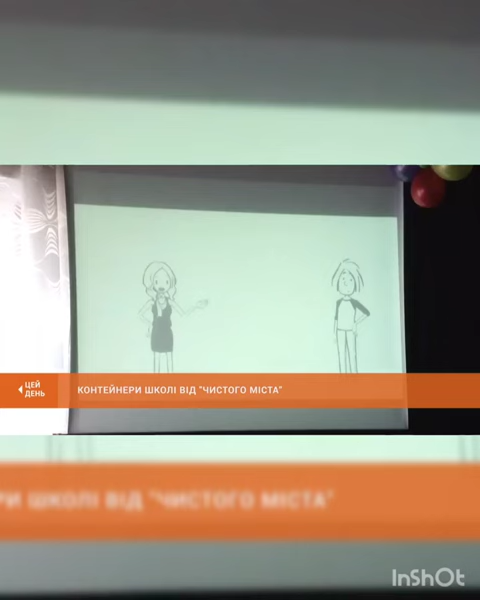 ЦЕЙ
ДЕНЬ
КОНТЕЙНЕРИ ШКОЛІ ВІД "ЧИСТОГО МІСТА"
РИ ШКОЛІ ВІД "ЧИСТОГО МІСТА"
InShOt